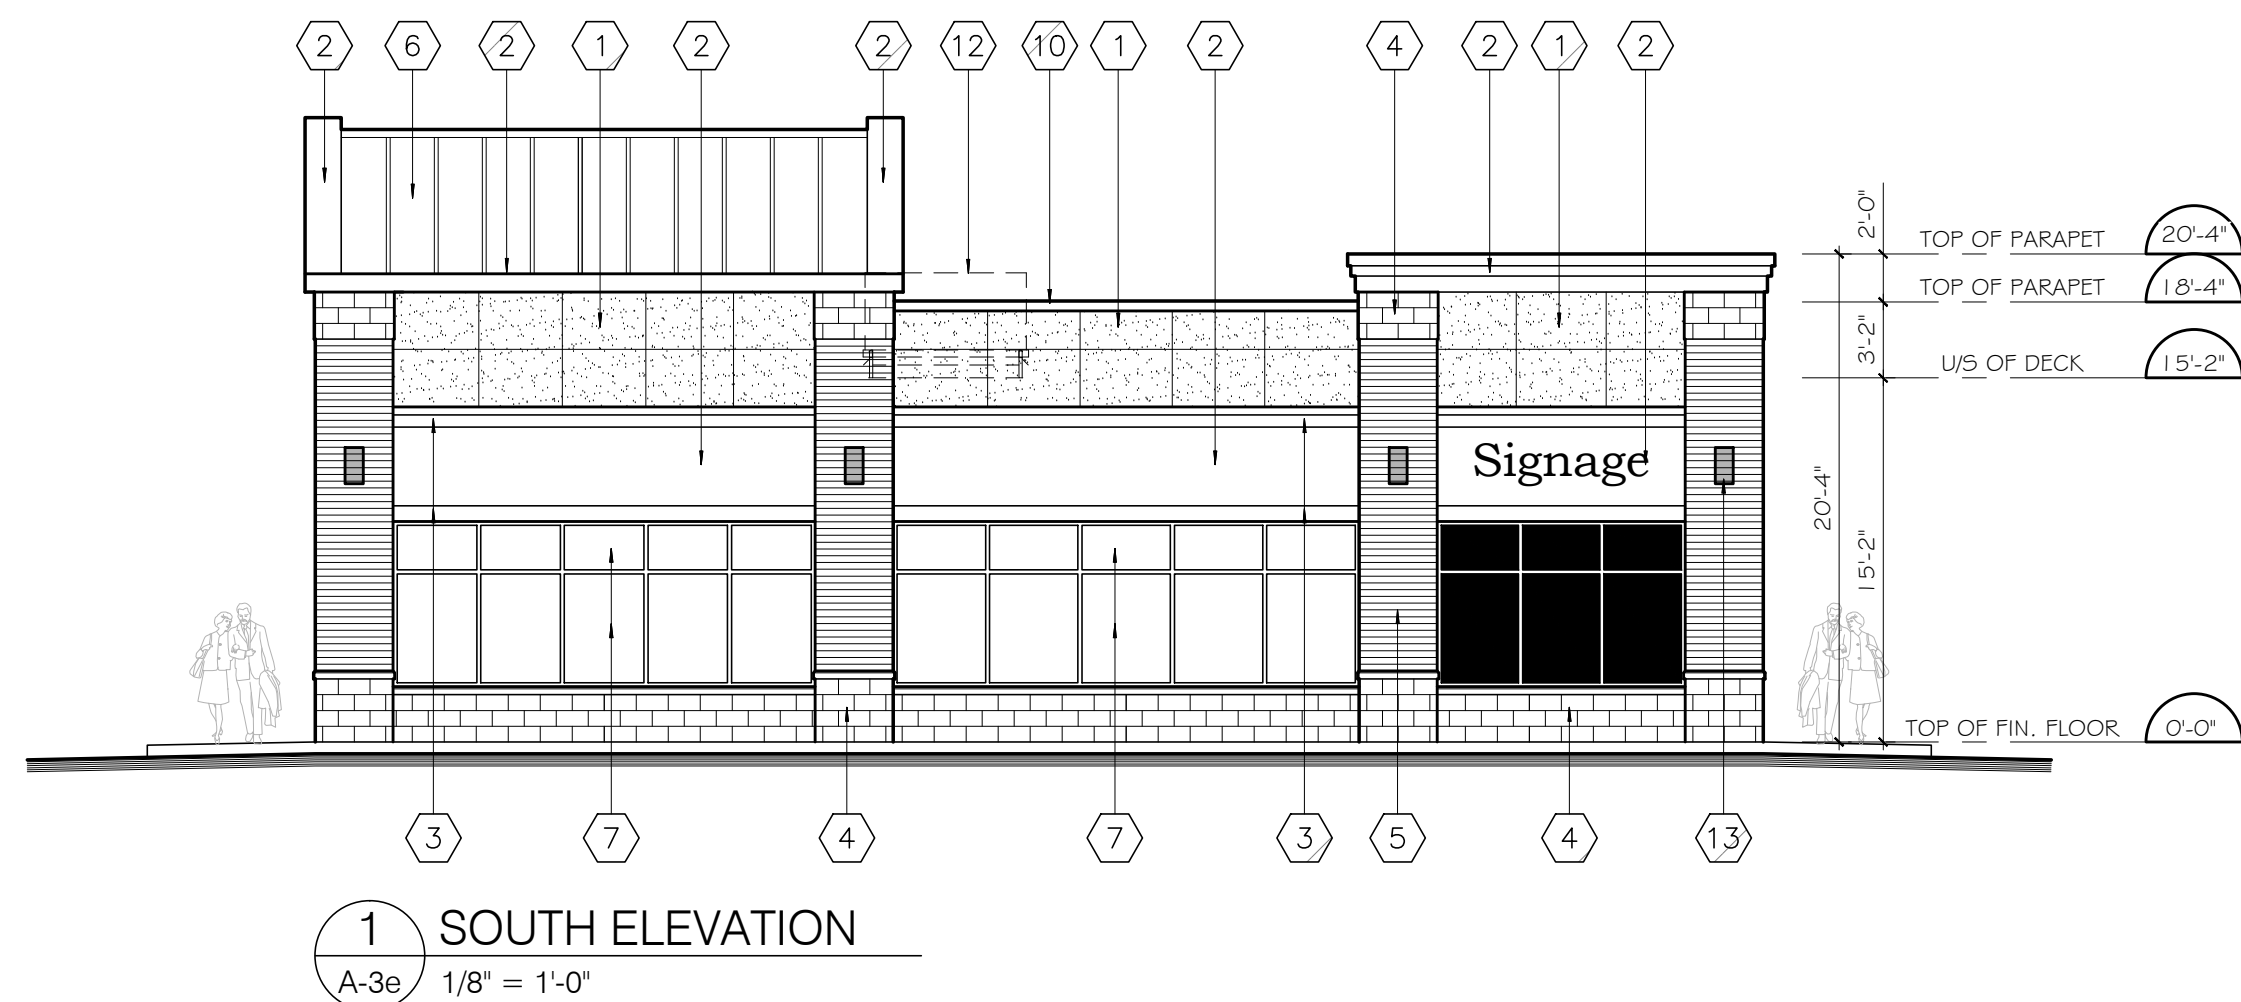 2 6 2 1 2 2 12 10 1 2 4 2 1 2
2'-0"
TOP OF PARAPET 20'-4"
TOP OF PARAPET 18'-4"
3'-2"
U/S OF DECK 15'-2"
Signage
20'-4"
15'-2"
TOP OF FIN. FLOOR 0'-0"
3 7 4 7 3 5 4 13
1 SOUTH ELEVATION
A-3e 1/8" = 1'-0"